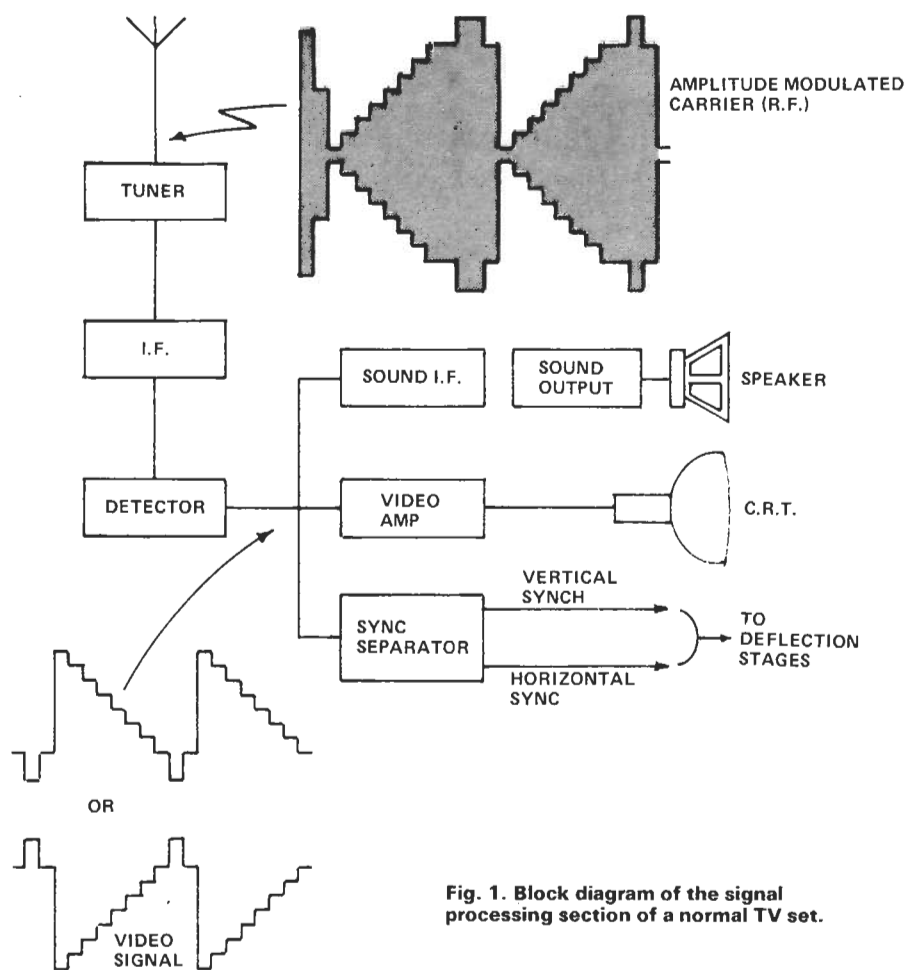 AMPLITUDE MODULATED
CARRIER (R.F.)
TUNER
I.F.
SOUND I.F.
SOUND
OUTPUT
SPEAKER
DETECTOR
VIDEO
AMP
C.R.T.
VERTICAL
SYNCH
SYNC
SEPARATOR
TO
DEFLECTION
STAGES
HORIZONTAL
SYNC
OR
VIDEO
SIGNAL
Fig. 1. Block diagram of the signal
processing section of a normal TV set.